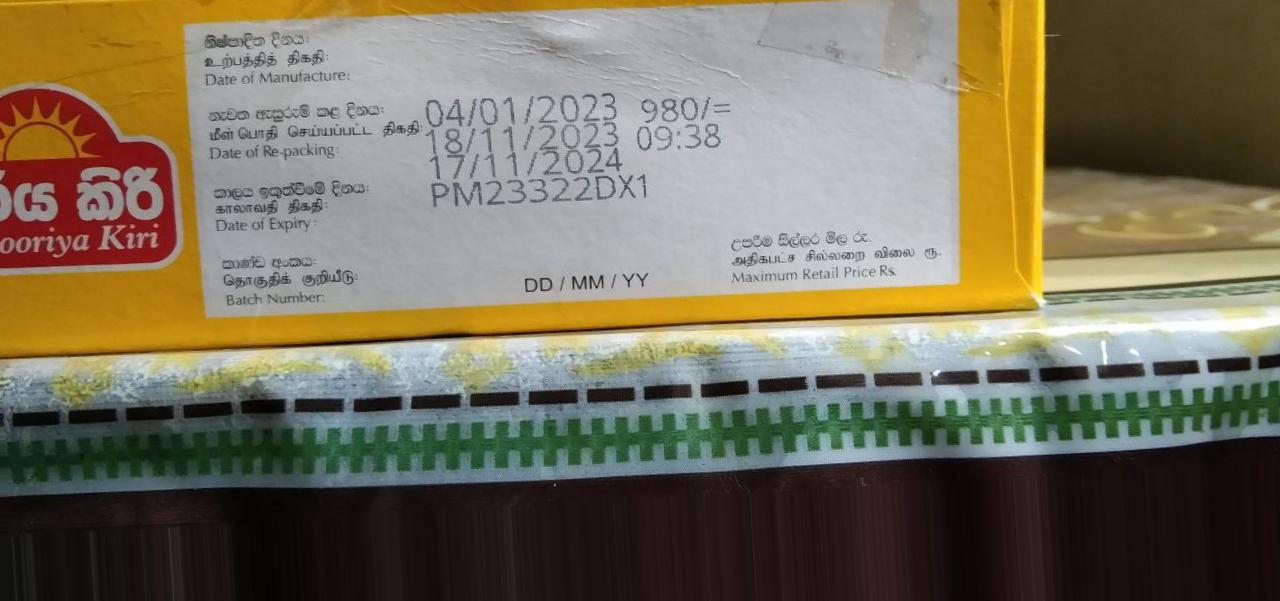 නිෂ්පාදිත දිනය:
உற்பத்தித் திகதி:
Date of Manufacture:
නැවත ඇසුරුම් කළ දිනය:
மீள் பொதி செய்யப்பட்ட திகதி:
Date of Re-packing:
04/01/2023 980/=
18/11/2023 09:38
17/11/2024
PM23322DX1
කාලය ඉකුත්වීමේ දිනය:
காலாவதி திகதி:
Date of Expiry:
කාණ්ඩ අංකය:
தொகுதிக் குறியீடு:
Batch Number:
DD / MM / YY
උපරිම සිල්ලර මිල රු.
அதிகபட்ச சில்லறை விலை ரூ.
Maximum Retail Price Rs.
ය කිරි
ooriya Kiri